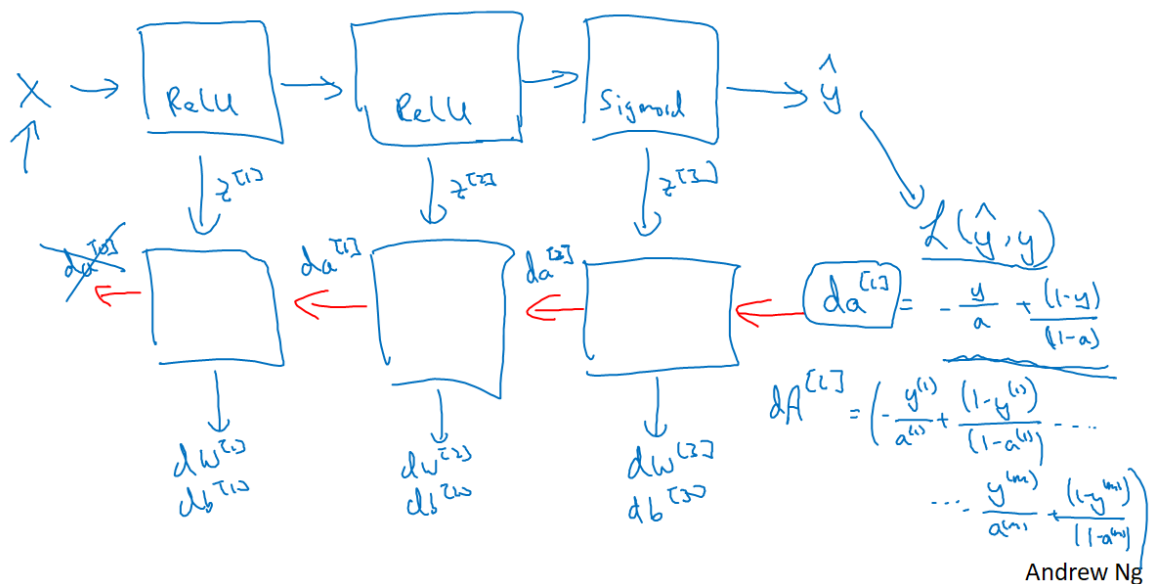 X → ReLU → ReLU → Sigmoid → ŷ
z^[1] z^[2] z^[3]
L(ŷ, y)
da^[0] da^[1] da^[2] da^[L] = - y/a + (1-y)/(1-a)
dA^[L] = (- y^(1)/a^(1) + (1-y^(1))/(1-a^(1)) ....
.... y^(m)/a^(m) + (1-y^(m))/(1-a^(m)))
dw^[1] dw^[2] dw^[3]
db^[1] db^[2] db^[3]
Andrew Ng